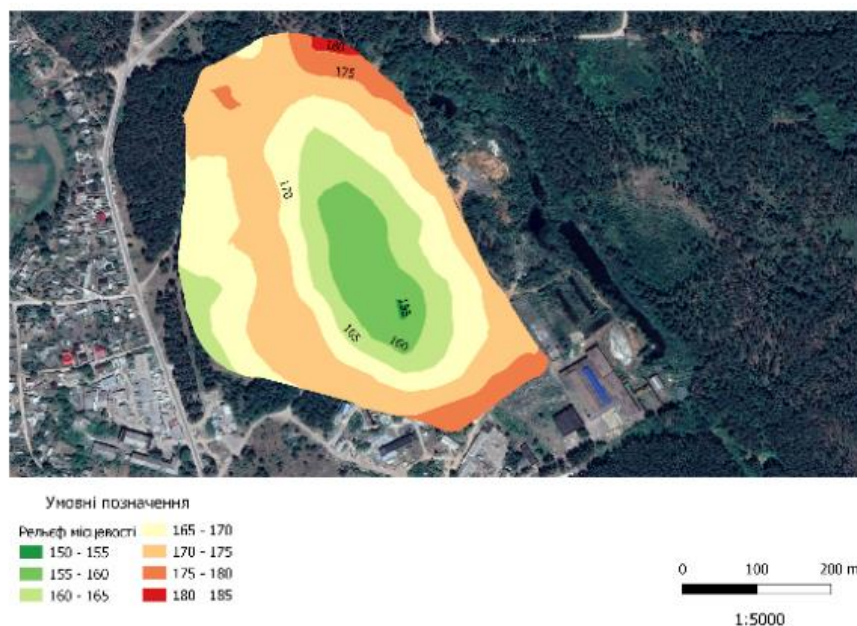 180
175
170
155
165
160
Умовні позначення
Рельєф місцевості
150 - 155
155 - 160
160 - 165
165 - 170
170 - 175
175 - 180
180 185
0 100 200 m
1:5000